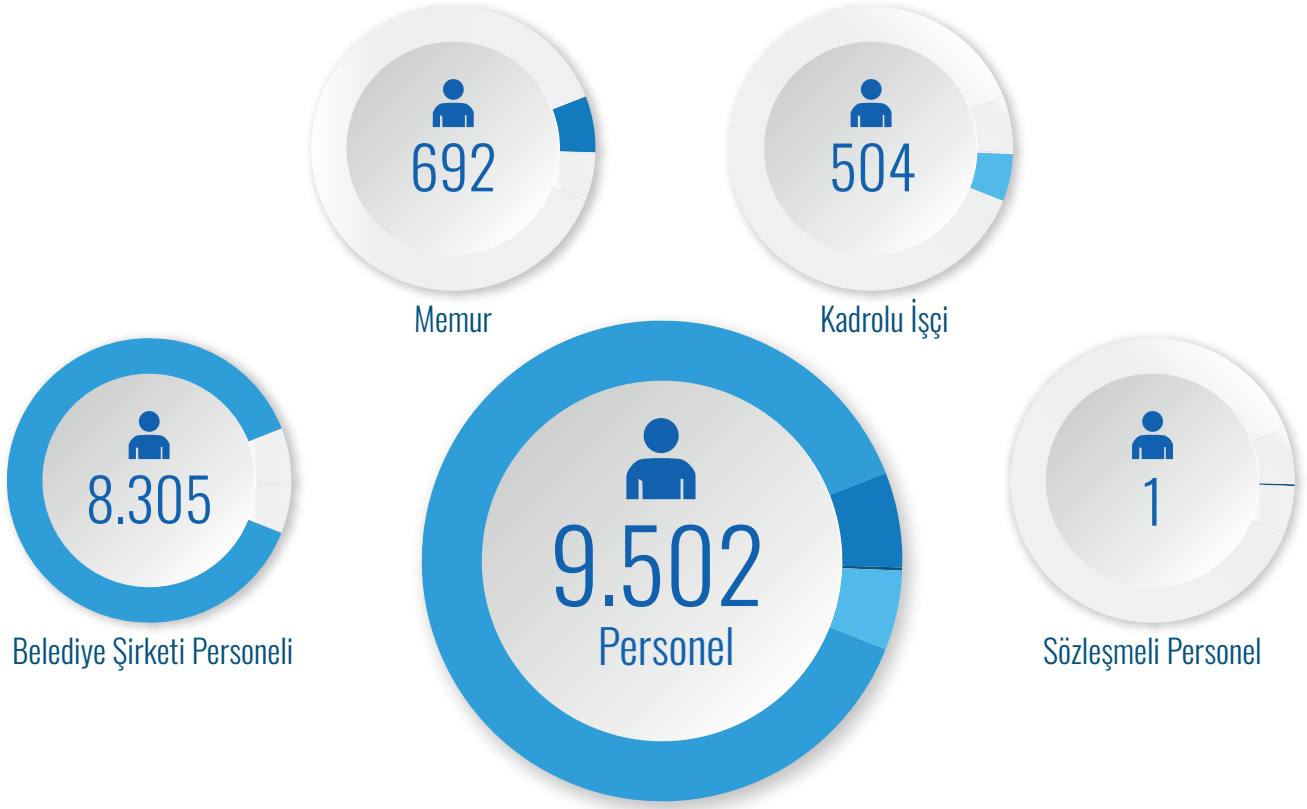 692
Memur
504
Kadrolu İşçi
8.305
Belediye Şirketi Personeli
9.502
Personel
1
Sözleşmeli Personel